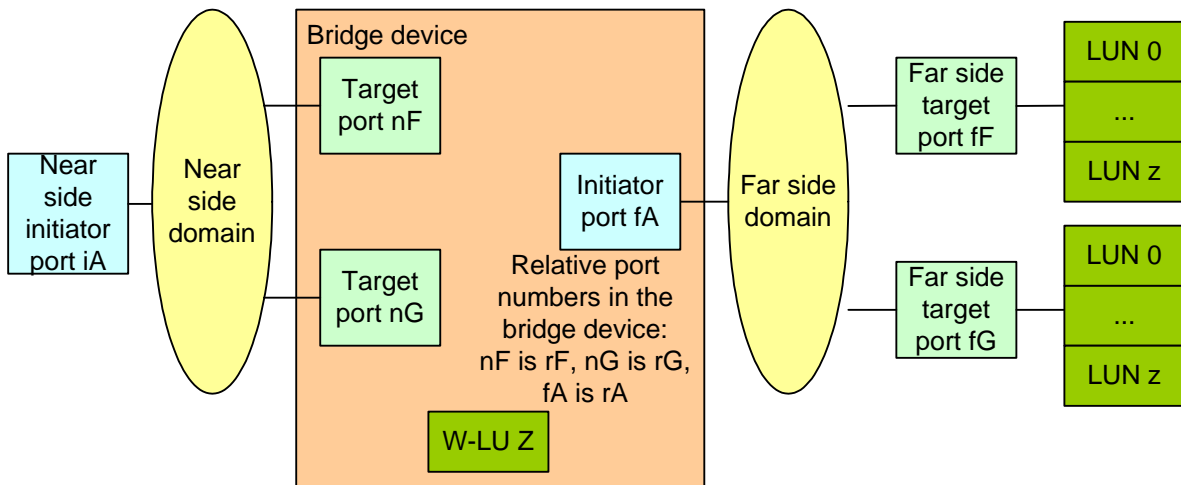 Bridge device
Near
side
initiator
port iA
Near
side
domain
Target
port nF
Target
port nG
Initiator
port fA
Relative port
numbers in the
bridge device:
nF is rF, nG is rG,
fA is rA
W-LU Z
Far side
domain
Far side
target
port fF
LUN 0
...
LUN z
Far side
target
port fG
LUN 0
...
LUN z